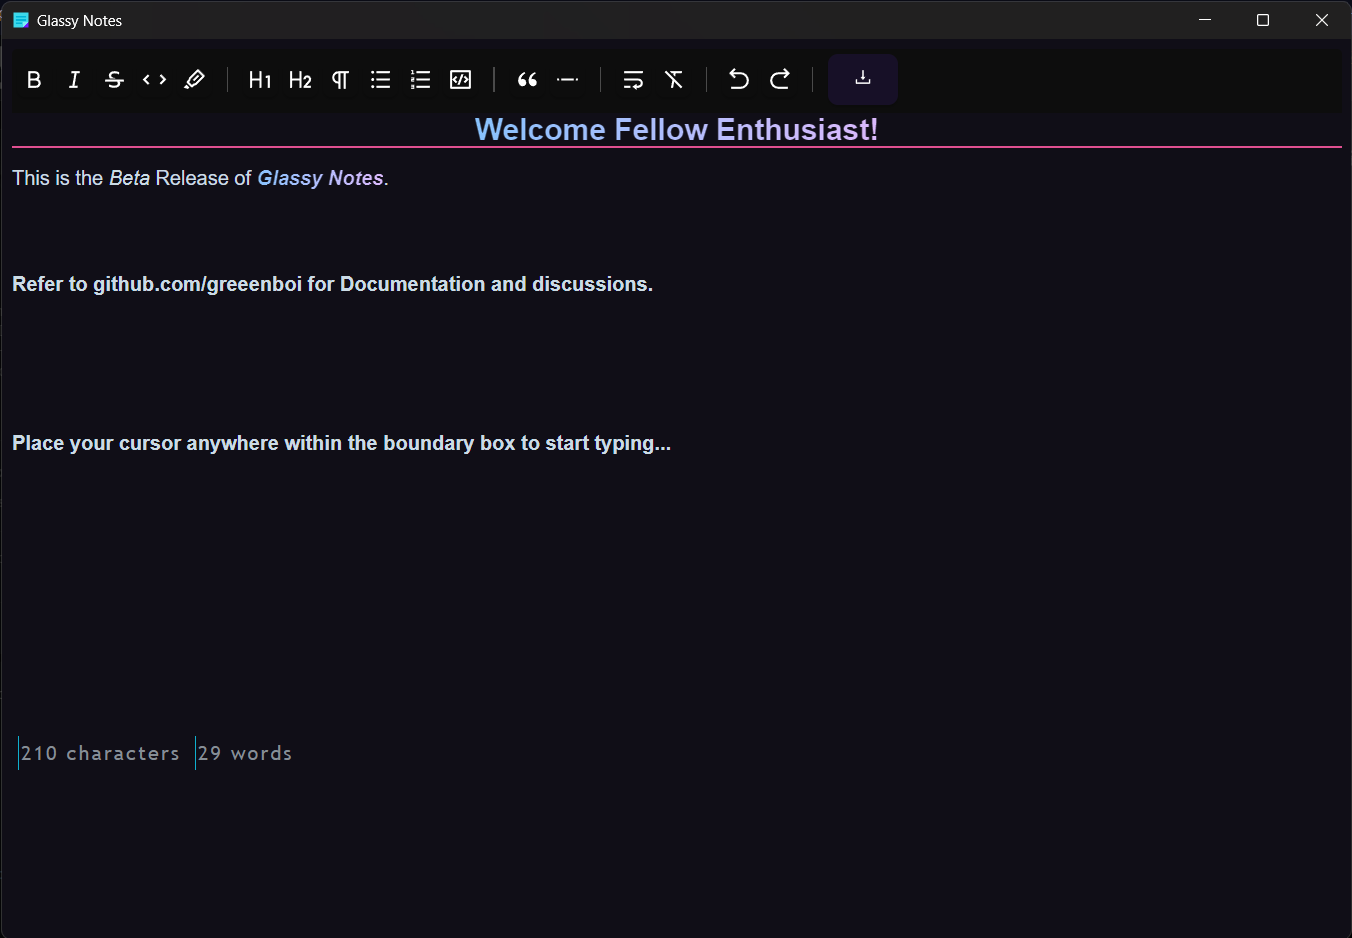 Glassy Notes
B I S H1 H2
Welcome Fellow Enthusiast!
This is the Beta Release of Glassy Notes.
Refer to github.com/greeenboi for Documentation and discussions.
Place your cursor anywhere within the boundary box to start typing...
210 characters 29 words